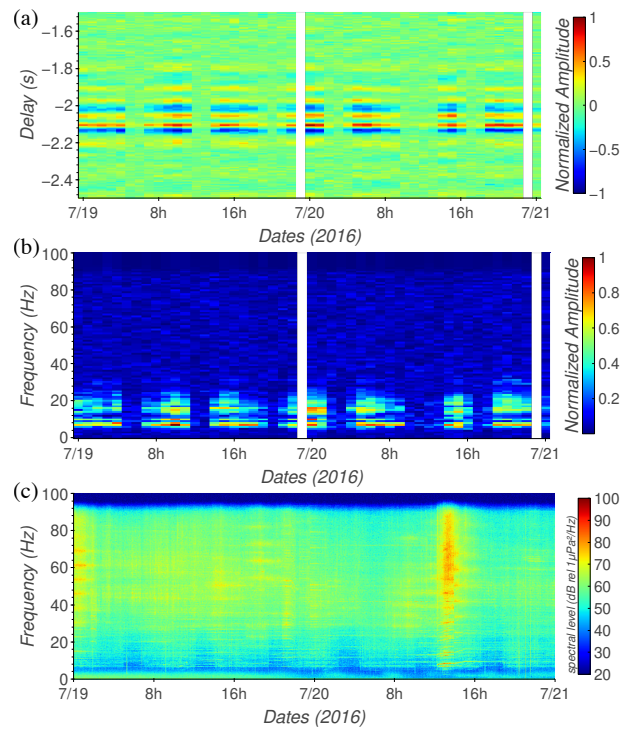 (a)
−1.6
−1.8
−2
−2.2
−2.4
Delay (s)
7/19 8h 16h 7/20 8h 16h 7/21
Dates (2016)
1
0.5
0
−0.5
−1
Normalized Amplitude
(b)
100
80
60
40
20
0
Frequency (Hz)
7/19 8h 16h 7/20 8h 16h 7/21
Dates (2016)
1
0.8
0.6
0.4
0.2
Normalized Amplitude
(c)
100
80
60
40
20
0
Frequency (Hz)
7/19 8h 16h 7/20 8h 16h 7/21
Dates (2016)
100
90
80
70
60
50
40
30
20
spectral level (dB rel 1µPa²/Hz)